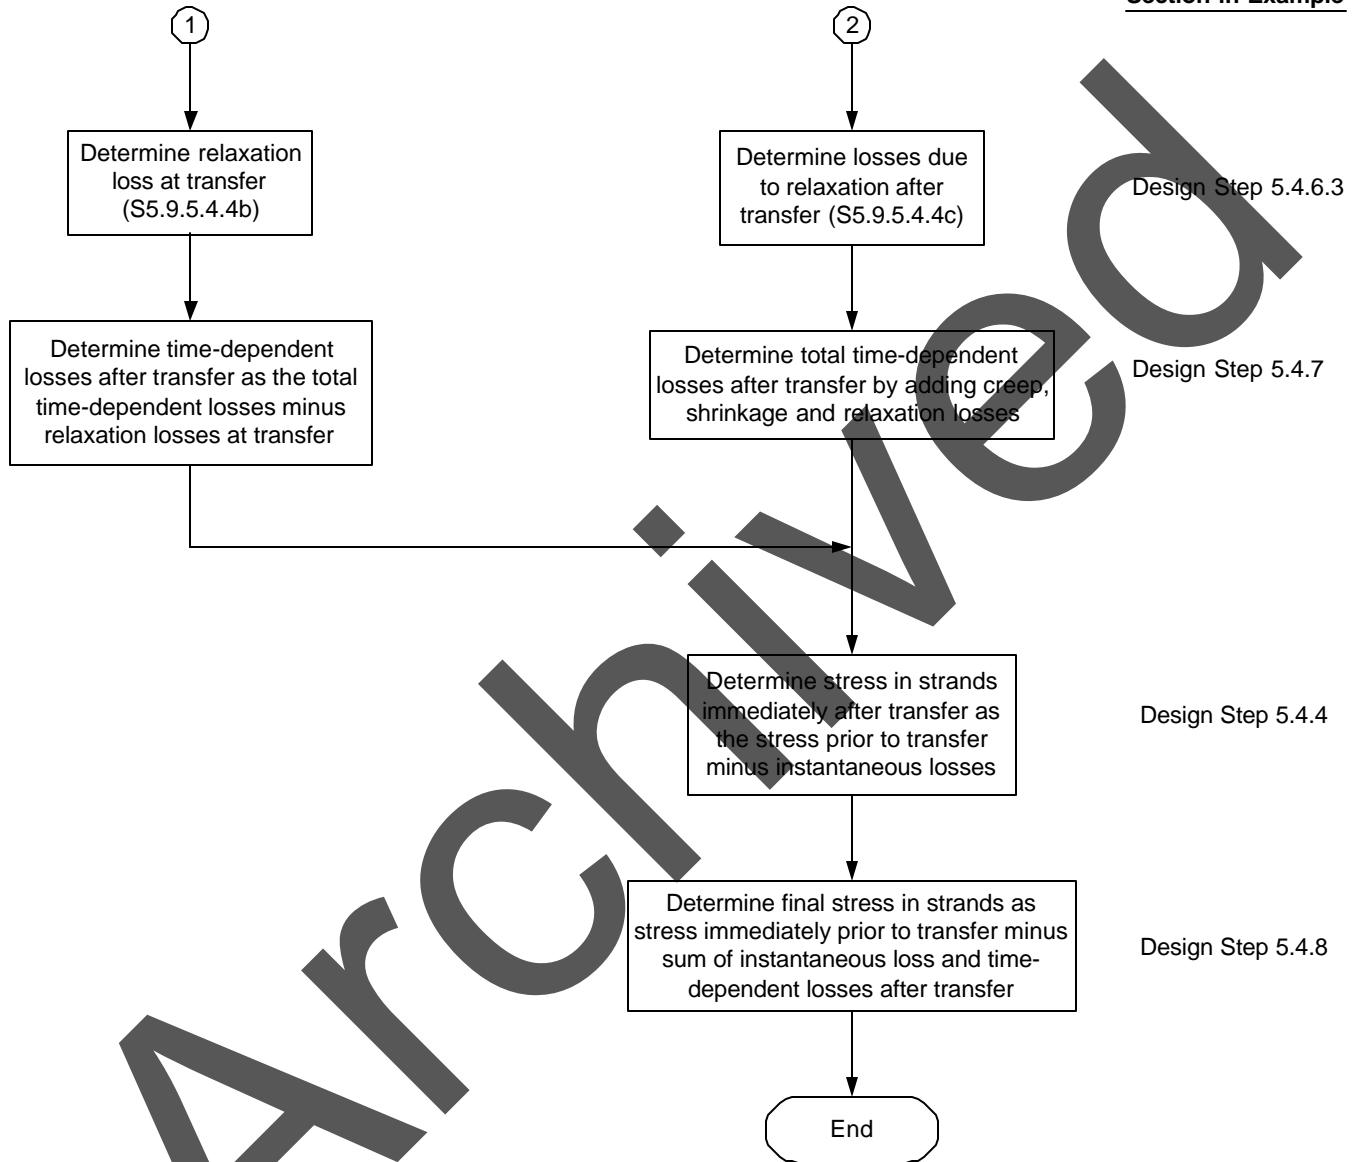 Section in Example
1
2
Determine relaxation
loss at transfer
(S5.9.5.4.4b)
Determine losses due
to relaxation after
transfer (S5.9.5.4.4c)
Design Step 5.4.6.3
Determine time-dependent
losses after transfer as the total
time-dependent losses minus
relaxation losses at transfer
Determine total time-dependent
losses after transfer by adding creep,
shrinkage and relaxation losses
Design Step 5.4.7
Determine stress in strands
immediately after transfer as
the stress prior to transfer
minus instantaneous losses
Design Step 5.4.4
Determine final stress in strands as
stress immediately prior to transfer minus
sum of instantaneous loss and time-
dependent losses after transfer
Design Step 5.4.8
End
Archived